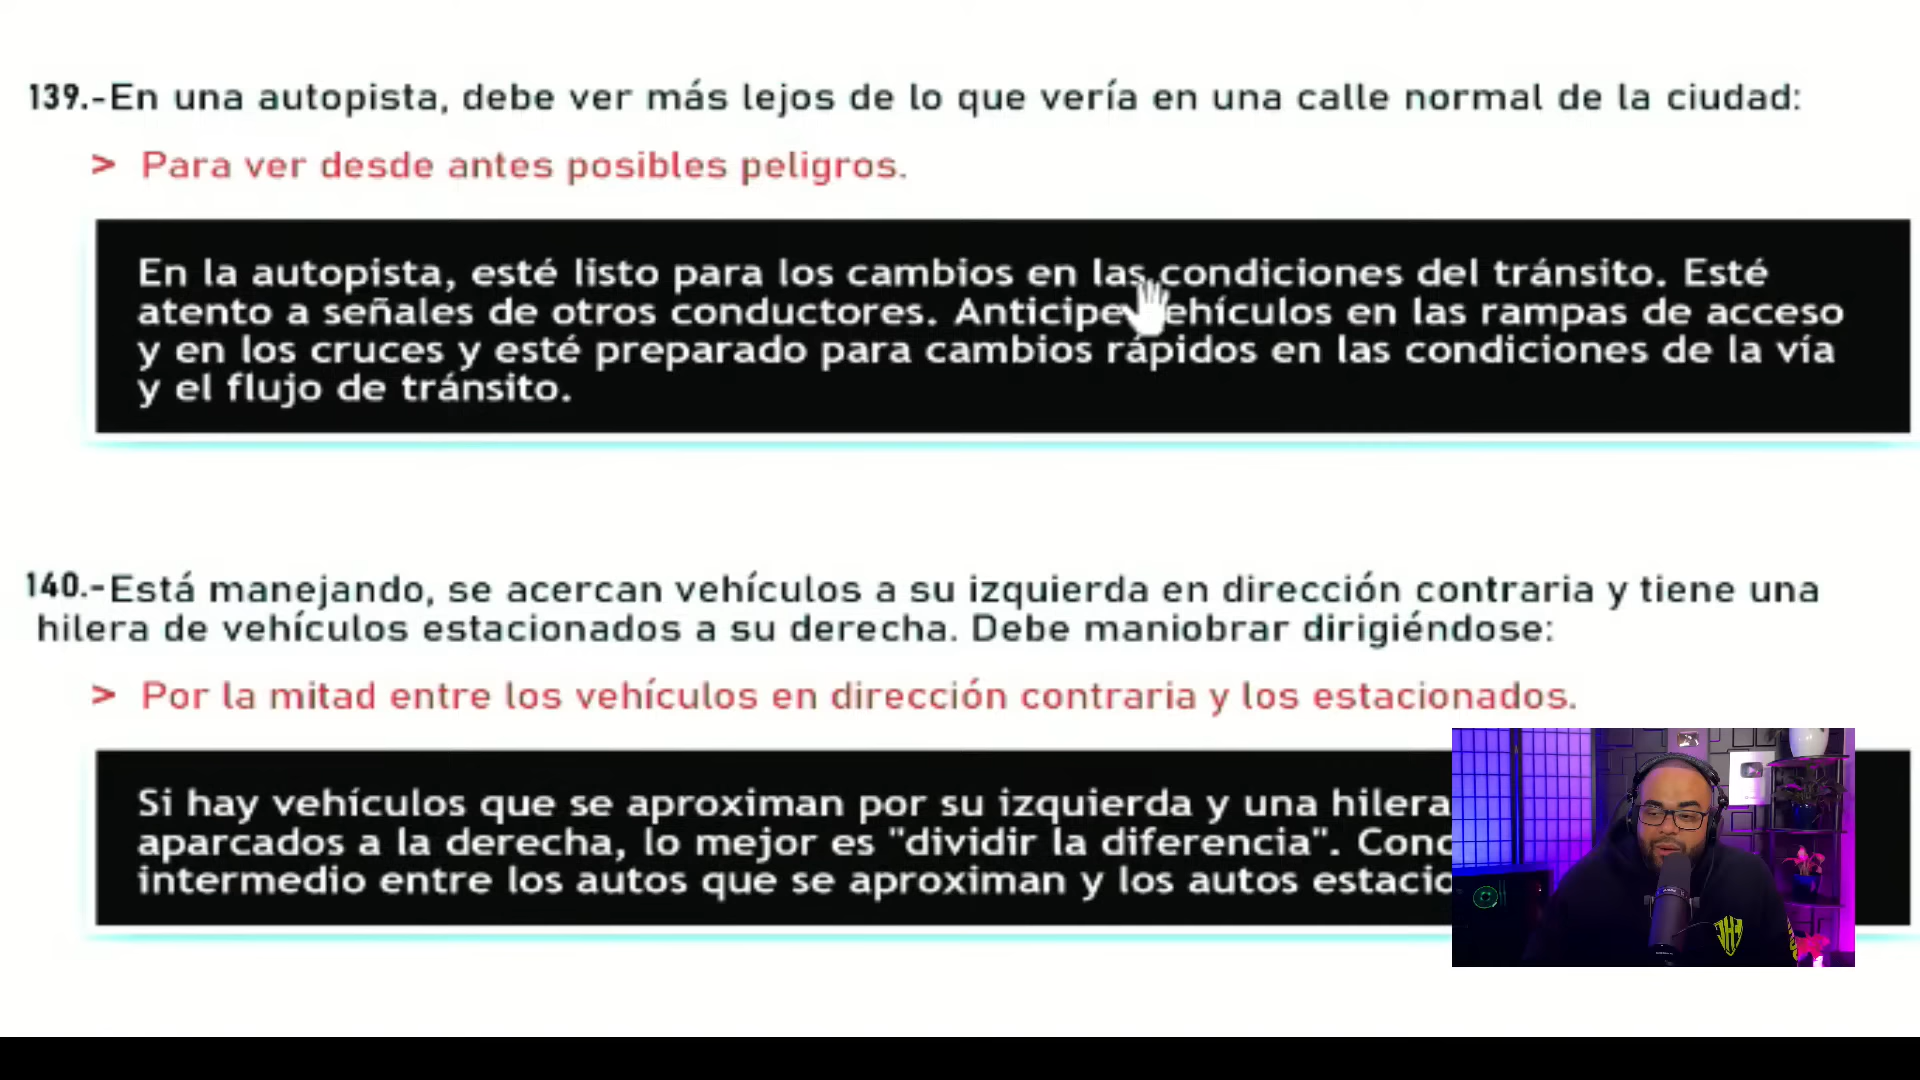 139.-En una autopista, debe ver más lejos de lo que vería en una calle normal de la ciudad:
> Para ver desde antes posibles peligros.
En la autopista, esté listo para los cambios en las condiciones del tránsito. Esté
atento a señales de otros conductores. Anticipe ehículos en las rampas de acceso
y en los cruces y esté preparado para cambios rápidos en las condiciones de la vía
y el flujo de tránsito.
140.-Está manejando, se acercan vehículos a su izquierda en dirección contraria y tiene una
hilera de vehículos estacionados a su derecha. Debe maniobrar dirigiéndose:
> Por la mitad entre los vehículos en dirección contraria y los estacionados.
Si hay vehículos que se aproximan por su izquierda y una hilera
aparcados a la derecha, lo mejor es "dividir la diferencia". Conc
intermedio entre los autos que se aproximan y los autos estacio